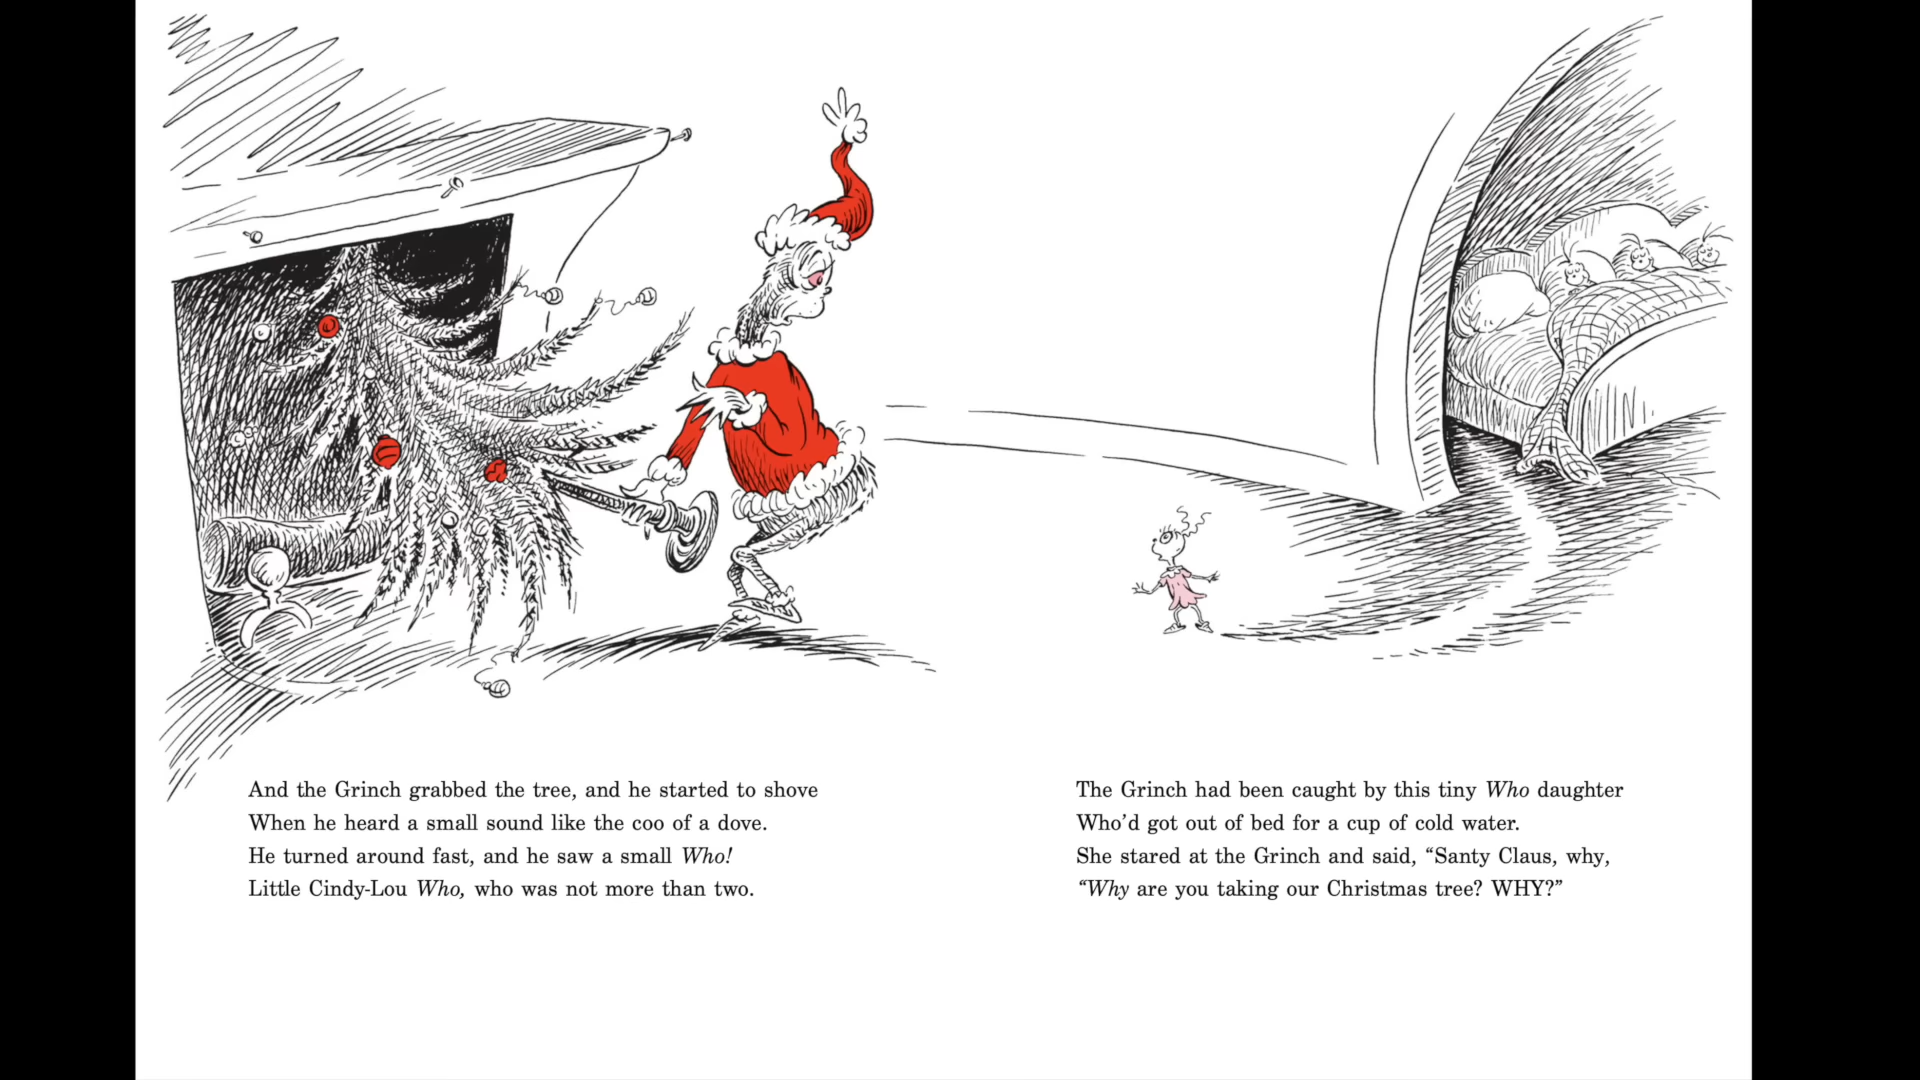 And the Grinch grabbed the tree, and he started to shove
When he heard a small sound like the coo of a dove.
He turned around fast, and he saw a small Who!
Little Cindy-Lou Who, who was not more than two.
The Grinch had been caught by this tiny Who daughter
Who’d got out of bed for a cup of cold water.
She stared at the Grinch and said, “Santy Claus, why,
“Why are you taking our Christmas tree? WHY?”